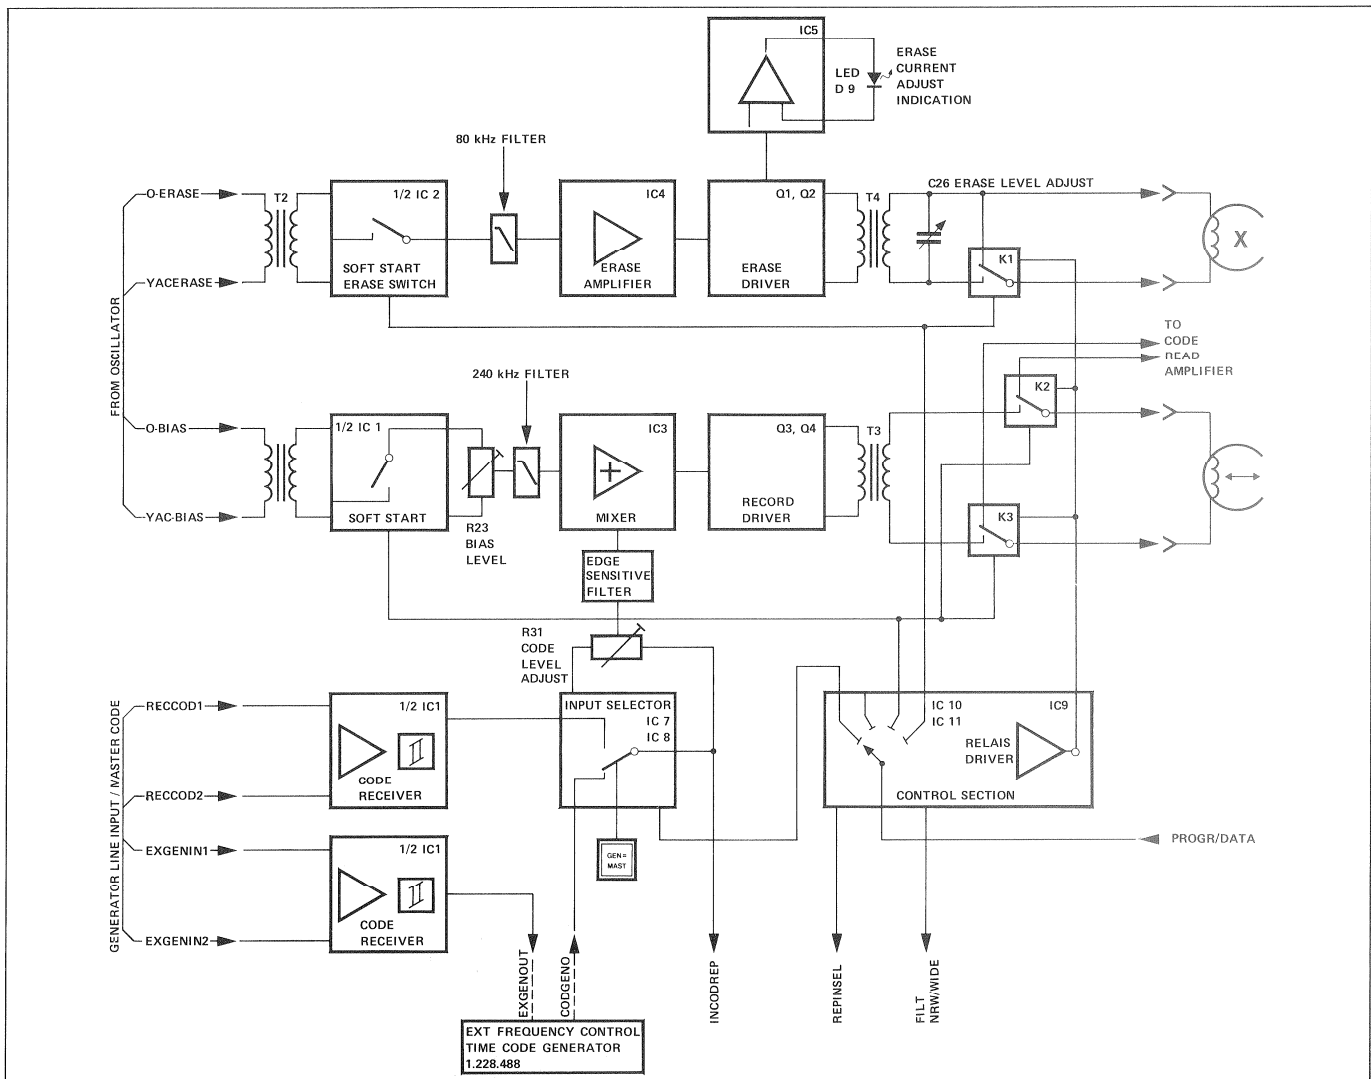 IC5
LED
D 9
ERASE
CURRENT
ADJUST
INDICATION
80 kHz FILTER
O-ERASE
T2
1/2 IC 2
SOFT START
ERASE SWITCH
IC4
ERASE
AMPLIFIER
Q1, Q2
ERASE
DRIVER
T4
C26 ERASE LEVEL ADJUST
K1
X
YACERASE
FROM OSCILLATOR
TO
CODE
READ
AMPLIFIER
240 kHz FILTER
K2
O-BIAS
1/2 IC 1
SOFT START
R23
BIAS
LEVEL
IC3
MIXER
Q3, Q4
RECORD
DRIVER
T3
K3
YAC-BIAS
EDGE
SENSITIVE
FILTER
R31
CODE
LEVEL
ADJUST
GENERATOR LINE INPUT / MASTER CODE
RECCOD1
1/2 IC1
CODE
RECEIVER
RECCOD2
INPUT SELECTOR
IC 7
IC 8
IC 10
IC 11
IC9
RELAIS
DRIVER
CONTROL SECTION
EXGENIN1
1/2 IC1
CODE
RECEIVER
EXGENIN2
GEN=
MAST
PROGR/DATA
EXGENOUT
CODGENO
INCODREP
REPINSEL
FILT
NRW/WIDE
EXT FREQUENCY CONTROL
TIME CODE GENERATOR
1.228.488